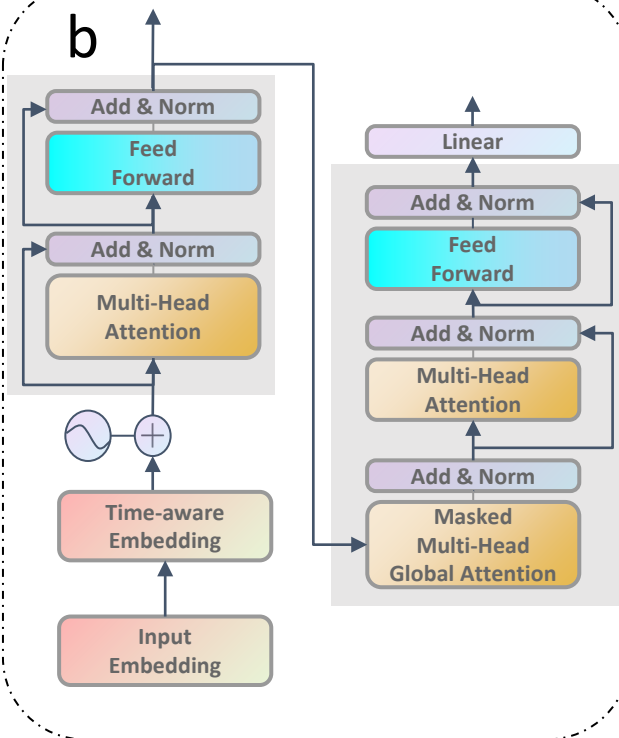 b
Add & Norm
Feed
Forward
Add & Norm
Multi-Head
Attention
Time-aware
Embedding
Input
Embedding
Linear
Add & Norm
Feed
Forward
Add & Norm
Multi-Head
Attention
Add & Norm
Masked
Multi-Head
Global Attention